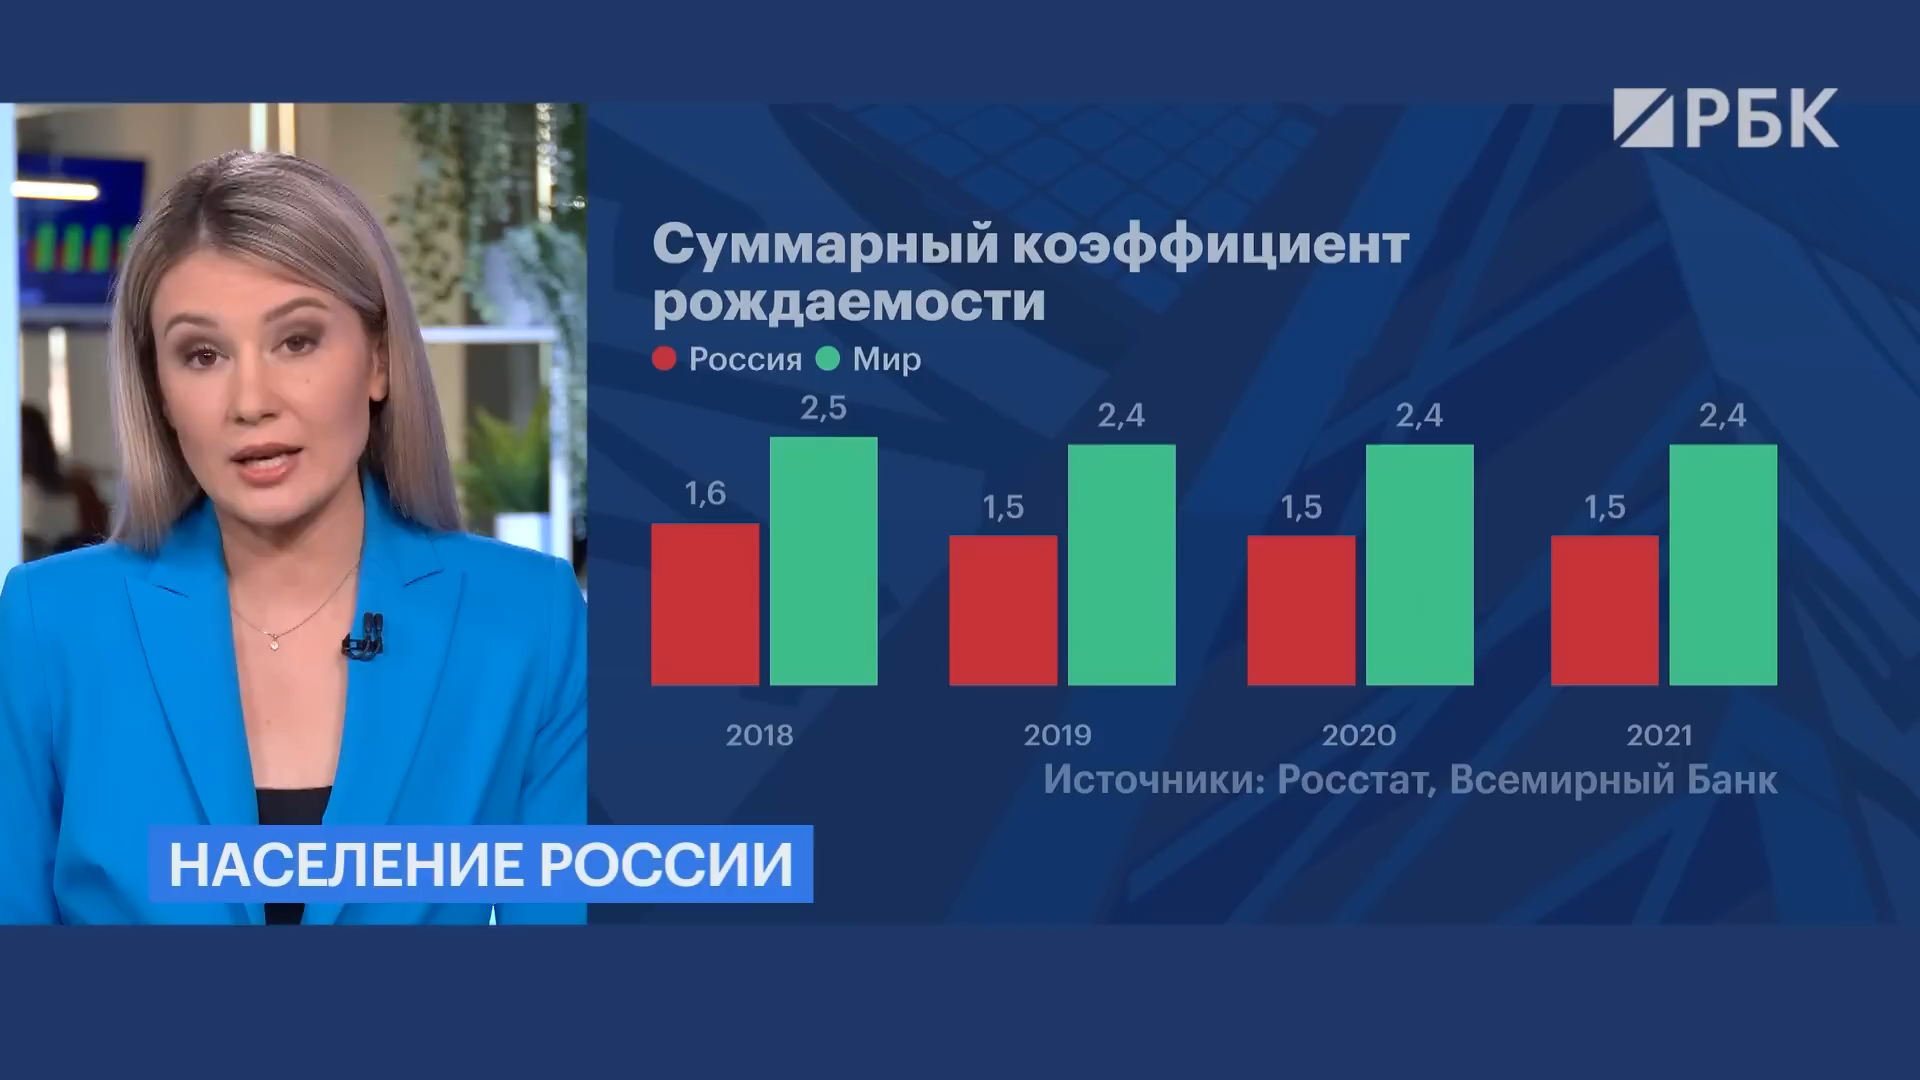 РБК
Суммарный коэффициент
рождаемости
Россия Мир
2,5 2,4 2,4 2,4
1,6 1,5 1,5 1,5
2018 2019 2020 2021
Источники: Росстат, Всемирный Банк
НАСЕЛЕНИЕ РОССИИ